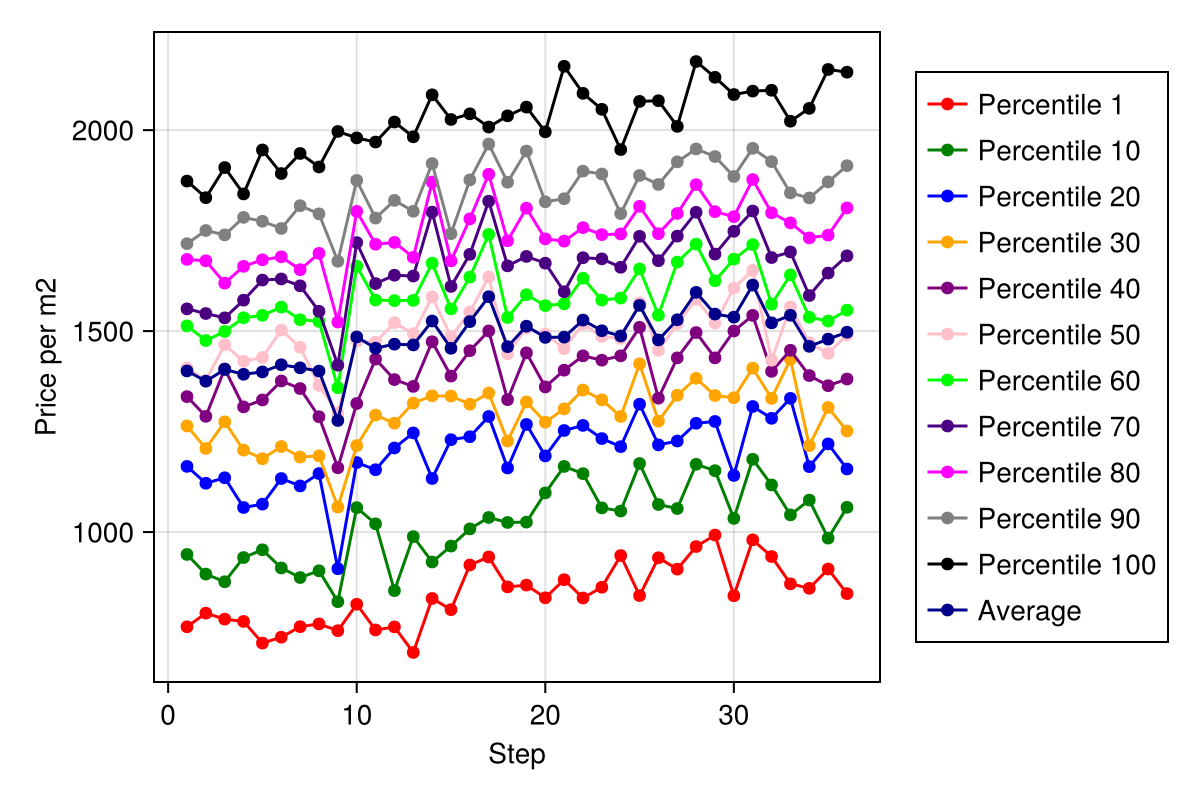 Price per m2
2000
1500
1000
0
10
20
30
Step
Percentile 1
Percentile 10
Percentile 20
Percentile 30
Percentile 40
Percentile 50
Percentile 60
Percentile 70
Percentile 80
Percentile 90
Percentile 100
Average